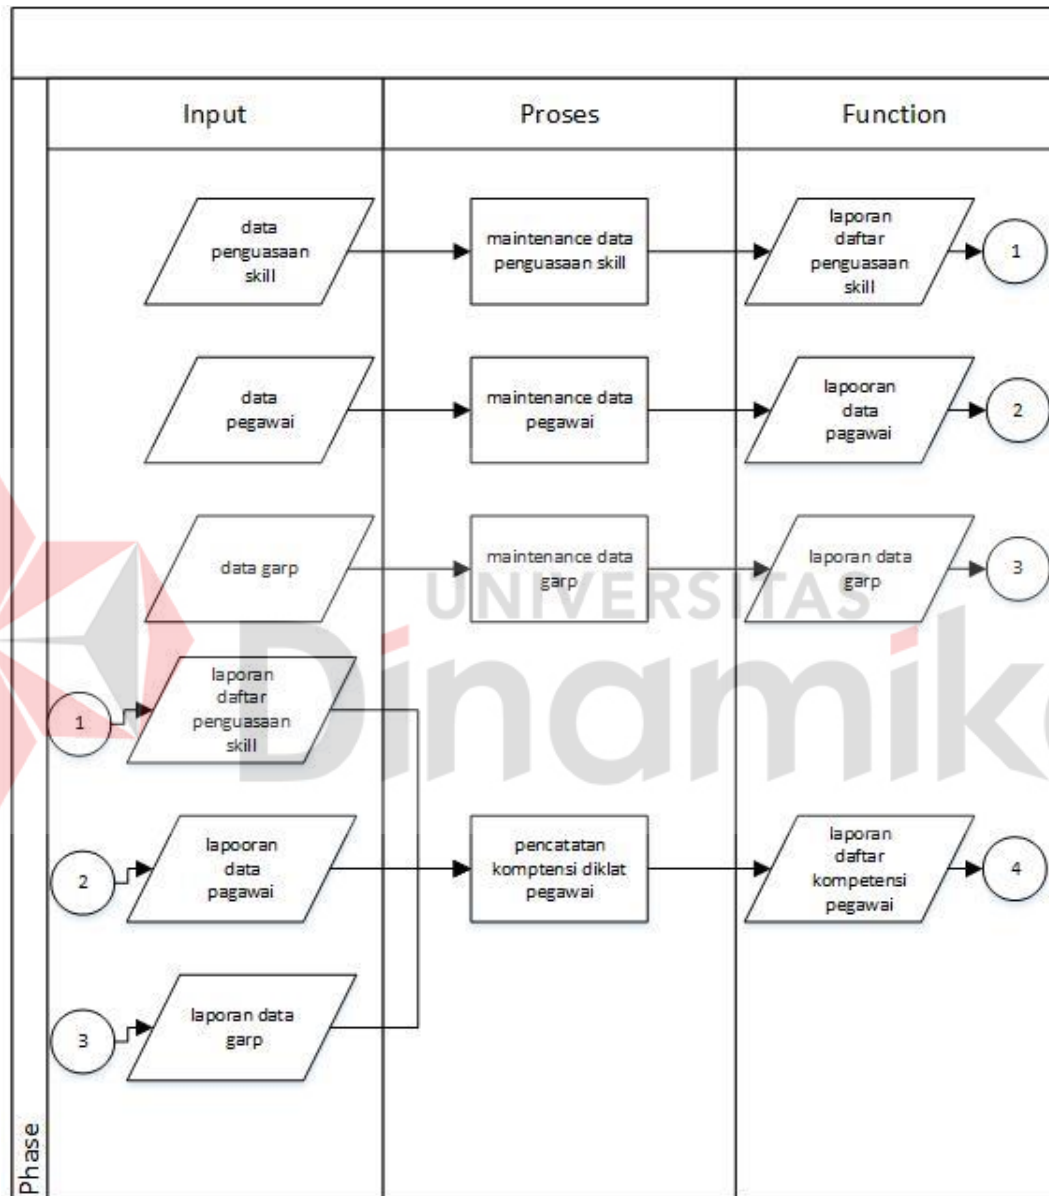 Input
Proses
Function
data
penguasaan
skill
maintenance data
penguasaan skill
laporan
daftar
penguasaan
skill
1
data
pegawai
maintenance data
pegawai
lapooran
data
pagawai
2
data garp
maintenance data
garp
laporan data
garp
3
UNIVERSITAS
Dinamika
1
laporan
daftar
penguasaan
skill
2
lapooran
data
pagawai
pencatatan
komptensi diklat
pegawai
laporan
daftar
kompetensi
pegawai
4
3
laporan data
garp
Phase